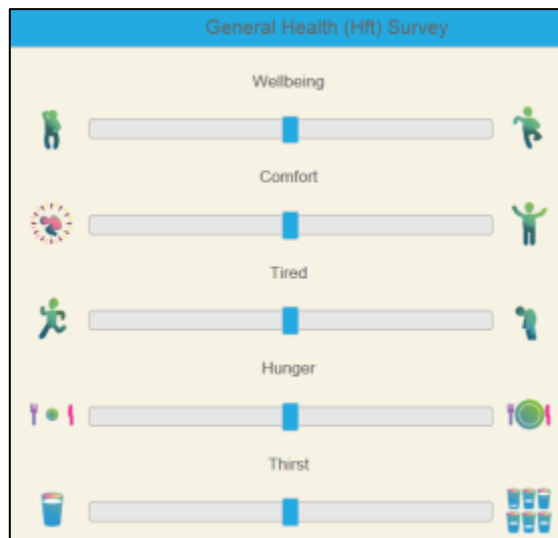 General Health (Hft) Survey
Wellbeing
Comfort
Tired
Hunger
Thirst